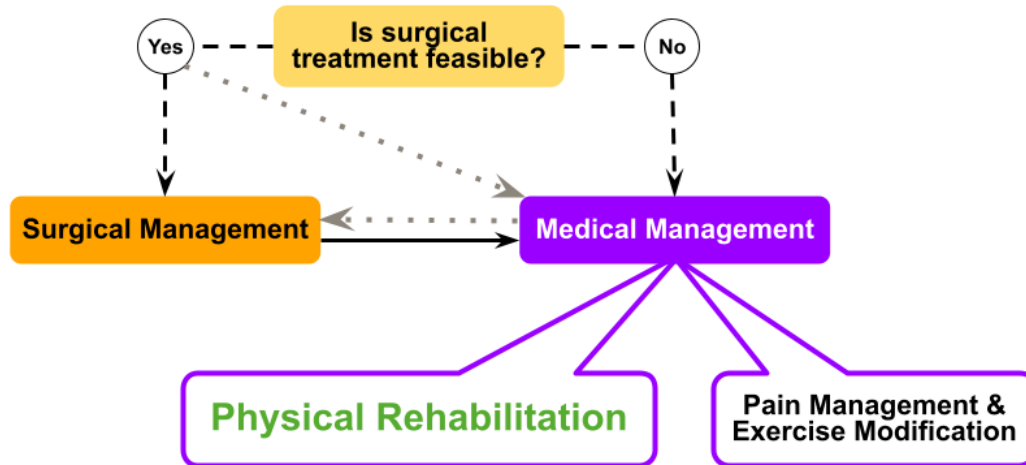 Is surgical
treatment feasible?
Yes
No
Surgical Management
Medical Management
Physical Rehabilitation
Pain Management &
Exercise Modification